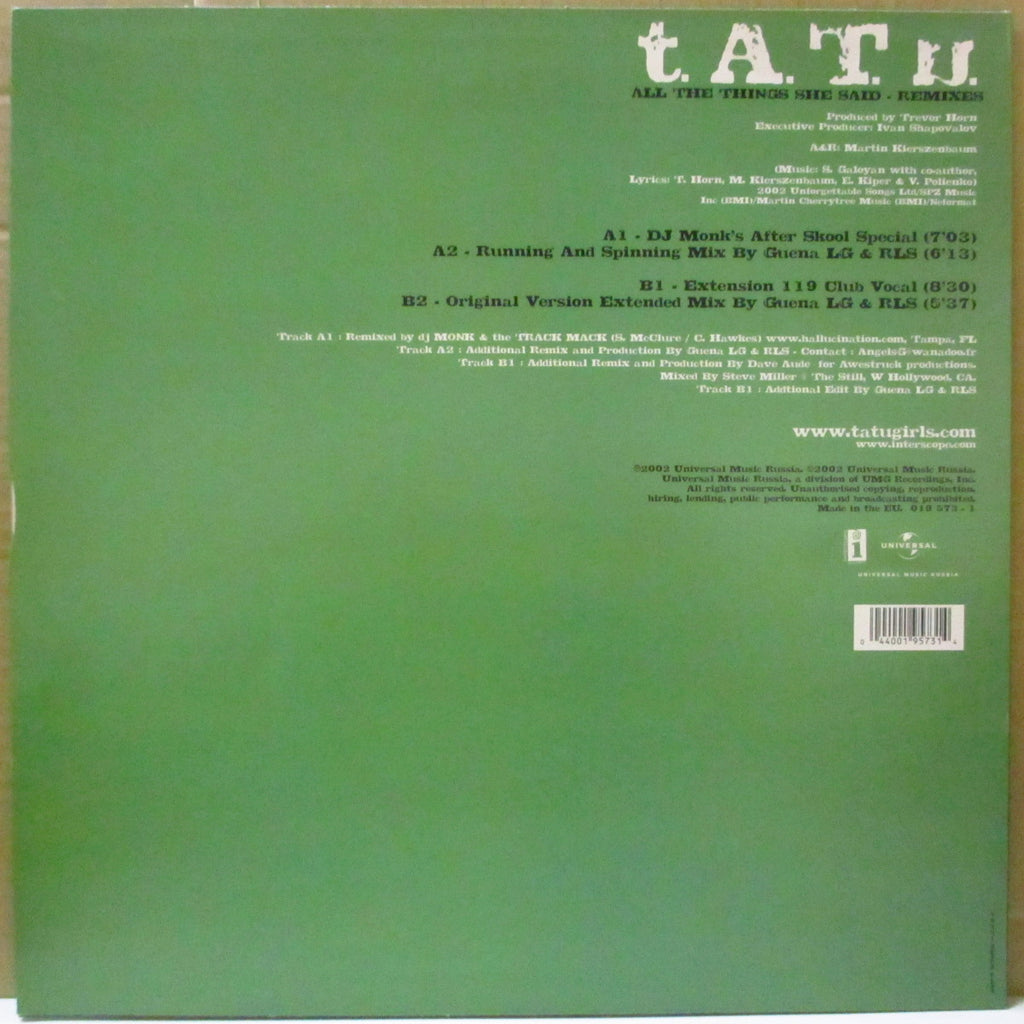 t.A.T.u.
ALL THE THINGS SHE SAID - REMIXES
Produced by Trevor Horn
Executive Producer: Ivan Shapovalov
A&R: Martin Kierszenbaum
(Music: S. Galoyan with co-author,
Lyrics: T. Horn, M. Kierszenbaum, E. Kiper & V. Polienko)
2002 Unforgettable Songs Ltd/SPZ Music
Inc (BMI)/Martin Cherrytree Music (BMI)/Neformat
A1 - DJ Monk's After Skool Special (7'03)
A2 - Running And Spinning Mix By Guena LG & RLS (6'13)
B1 - Extension 119 Club Vocal (8'30)
B2 - Original Version Extended Mix By Guena LG & RLS (5'37)
Track A1 : Remixed by dj MONK & the TRACK MACK (S. McClure / C. Hawkes) www.hallucination.com, Tampa, FL
Track A2 : Additional Remix and Production By Guena LG & RLS - Contact : AngelsG@wanadoo.fr
Track B1 : Additional Remix and Production By Dave Aude for Awestruck productions.
Mixed By Steve Miller @ The Still, W Hollywood, CA.
Track B1 : Addtional Edit By Guena LG & RLS
www.tatugirls.com
www.interscope.com
℗2002 Universal Music Russia. ©2002 Universal Music Russia.
Universal Music Russia, a division of UMG Recordings, Inc.
All rights reserved. Unauthorised copying, reproduction,
hiring, lending, public performance and broadcasting prohibited.
Made in the EU. 019 573 - 1
i
UNIVERSAL
UNIVERSAL MUSIC RUSSIA
0 44001 95731 4